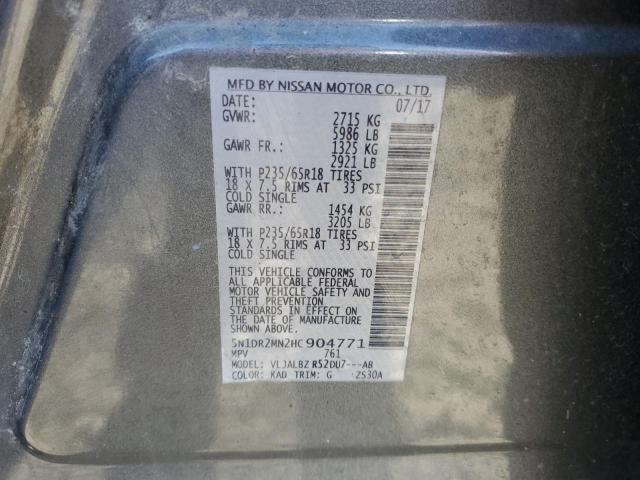 MFD BY NISSAN MOTOR CO., LTD.
DATE: 07/17
GVWR: 2715 KG
5986 LB
GAWR FR.: 1325 KG
2921 LB
WITH P235/65R18 TIRES
18 X 7.5 RIMS AT 33 PSI
COLD SINGLE
GAWR RR.: 1454 KG
3205 LB
WITH P235/65R18 TIRES
18 X 7.5 RIMS AT 33 PSI
COLD SINGLE
THIS VEHICLE CONFORMS TO
ALL APPLICABLE FEDERAL
MOTOR VEHICLE SAFETY AND
THEFT PREVENTION
STANDARDS IN EFFECT ON THE
DATE OF MANUFACTURE
SHOWN ABOVE.
5N1DR2MN2HC904771
MPV 761
MODEL: VLJALBZ R52DU7---AB
COLOR: KAD TRIM: G ZS30A